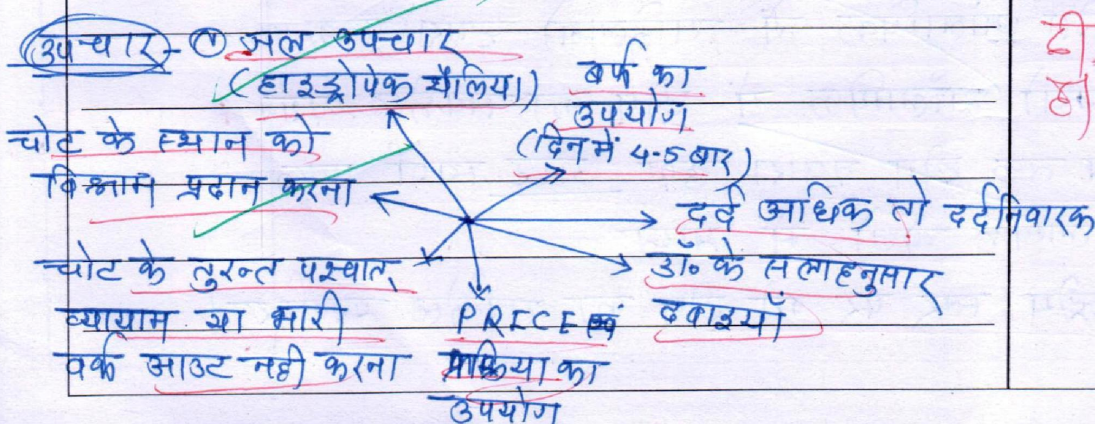 उपचार - ① जल उपचार
(हाइड्रोपेक थैलिया)
बर्फ का
उपयोग
(दिन में 4-5 बार)
चोट के स्थान को
विश्राम प्रदान करना
दर्द अधिक तो दर्दनिवारक
डॉ० के सलाहनुसार
दवाइयाँ
चोट के तुरन्त पश्चात्
व्यायाम या भारी
वर्क आउट नही करना
PRICE
प्रक्रिया का
उपयोग